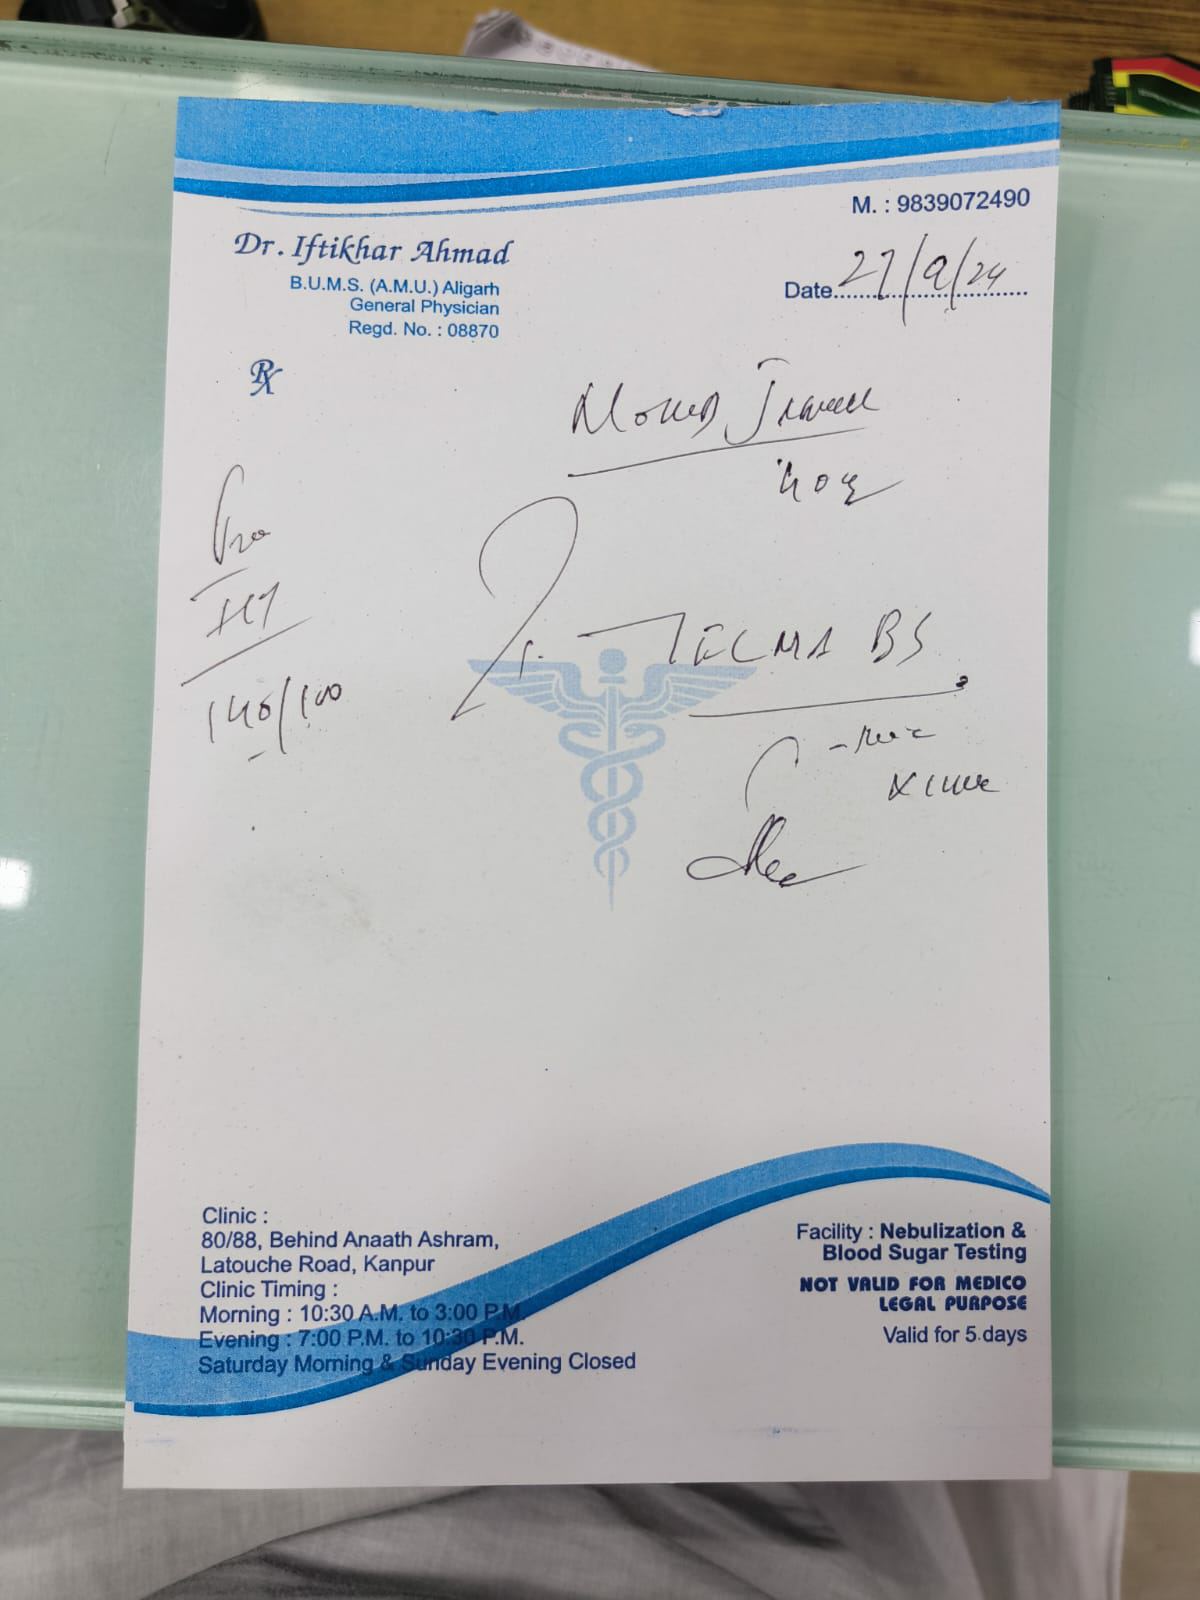 M. : 9839072490
Dr. Iftikhar Ahmad
B.U.M.S. (A.M.U.) Aligarh
General Physician
Regd. No. : 08870
Date 27/9/24
Rx
TELMA
140/100
Clinic :
80/88, Behind Anaath Ashram,
Latouche Road, Kanpur
Clinic Timing :
Morning : 10:30 A.M. to 3:00 P.M.
Evening : 7:00 P.M. to 10:30 P.M.
Saturday Morning & Sunday Evening Closed
Facility : Nebulization &
Blood Sugar Testing
NOT VALID FOR MEDICO
LEGAL PURPOSE
Valid for 5 days